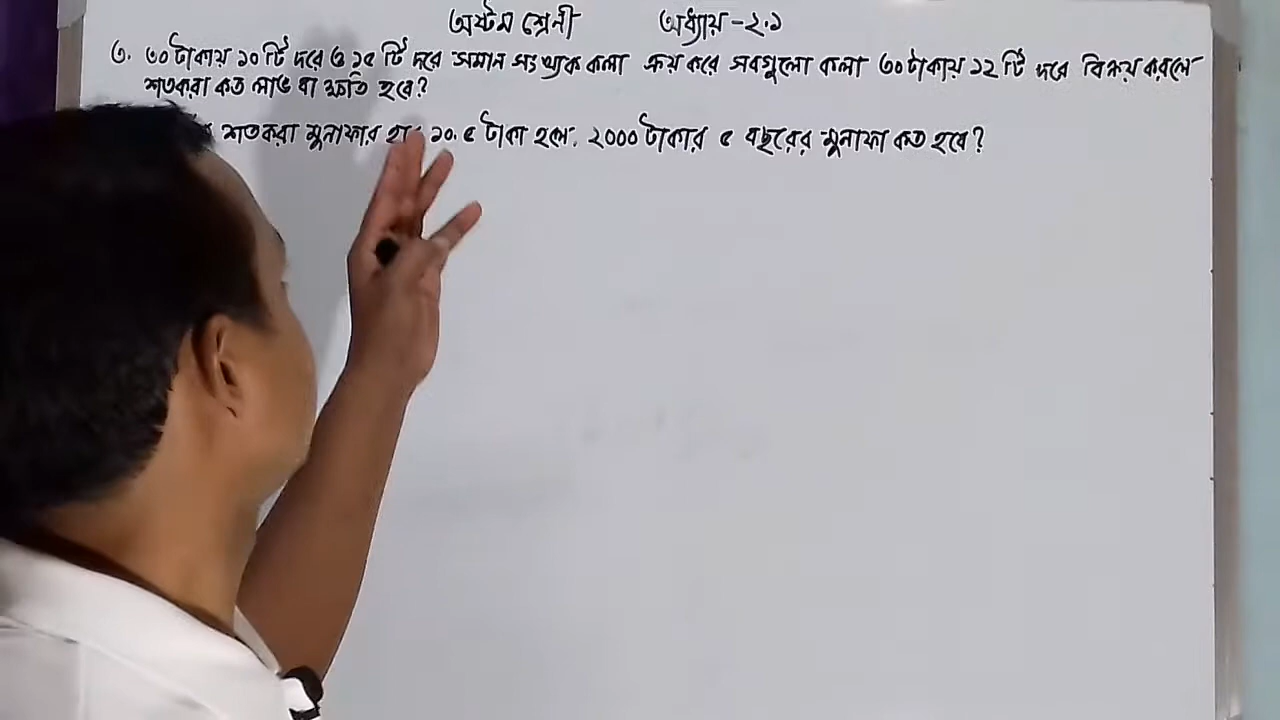 অষ্টম শ্রেনী অধ্যায় -২.১
৩. ৩০ টাকায় ১০ টি দরে ও ১৫ টি দরে সমান সংখ্যক কলা ক্রয় করে সবগুলো কলা ৩০ টাকায় ১২ টি দরে বিক্রয় করলে
শতকরা কত লাভ বা ক্ষতি হবে?
শতকরা মুনাফার ১০.৫ টাকা হলে, ২০০০ টাকার ৫ বছরের মুনাফা কত হবে?